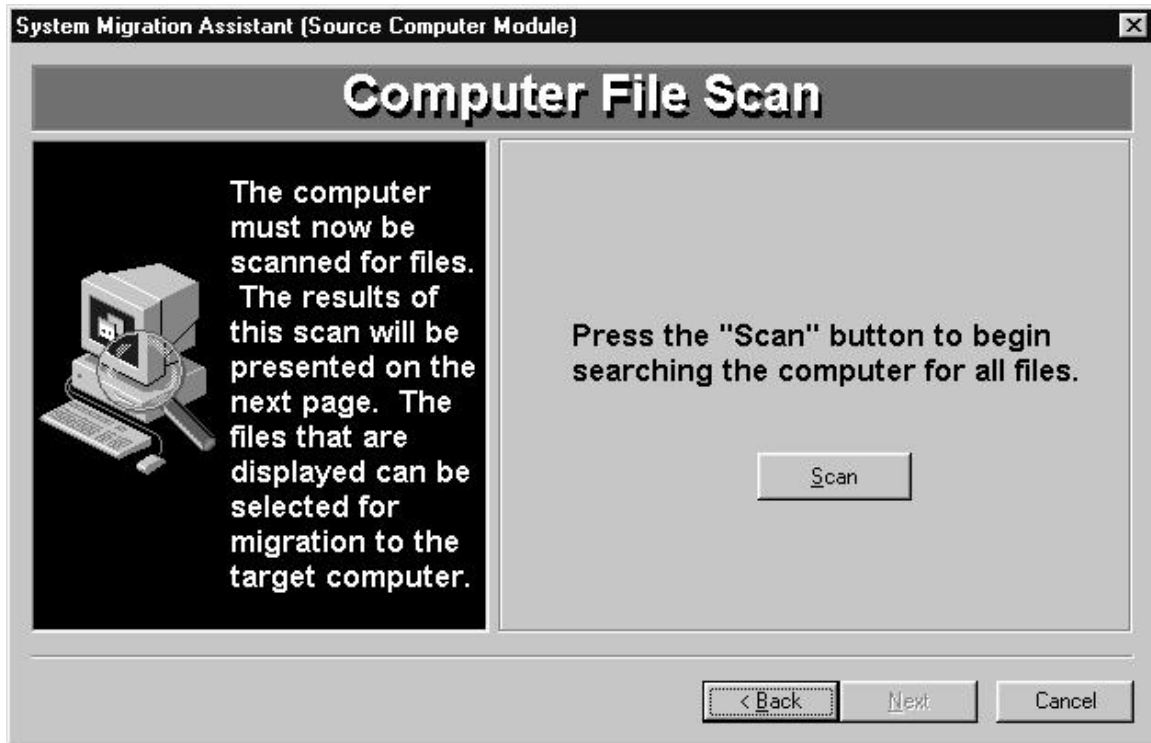 System Migration Assistant (Source Computer Module)
Computer File Scan
The computer
must now be
scanned for files.
The results of
this scan will be
presented on the
next page. The
files that are
displayed can be
selected for
migration to the
target computer.
Press the "Scan" button to begin
searching the computer for all files.
Scan
< Back
Next
Cancel